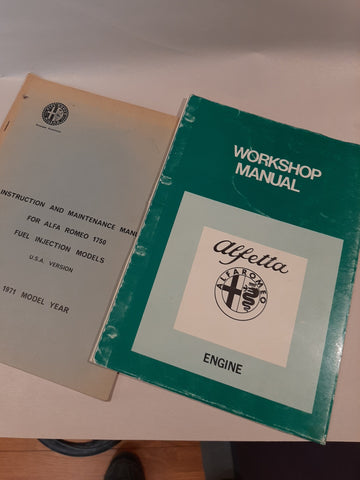 INSTRUCTION AND MAINTENANCE MANU
FOR ALFA ROMEO 1750
FUEL INJECTION MODELS
U.S.A. VERSION
1971 MODEL YEAR
WORKSHOP
MANUAL
alfetta
ALFA ROMEO
ENGINE